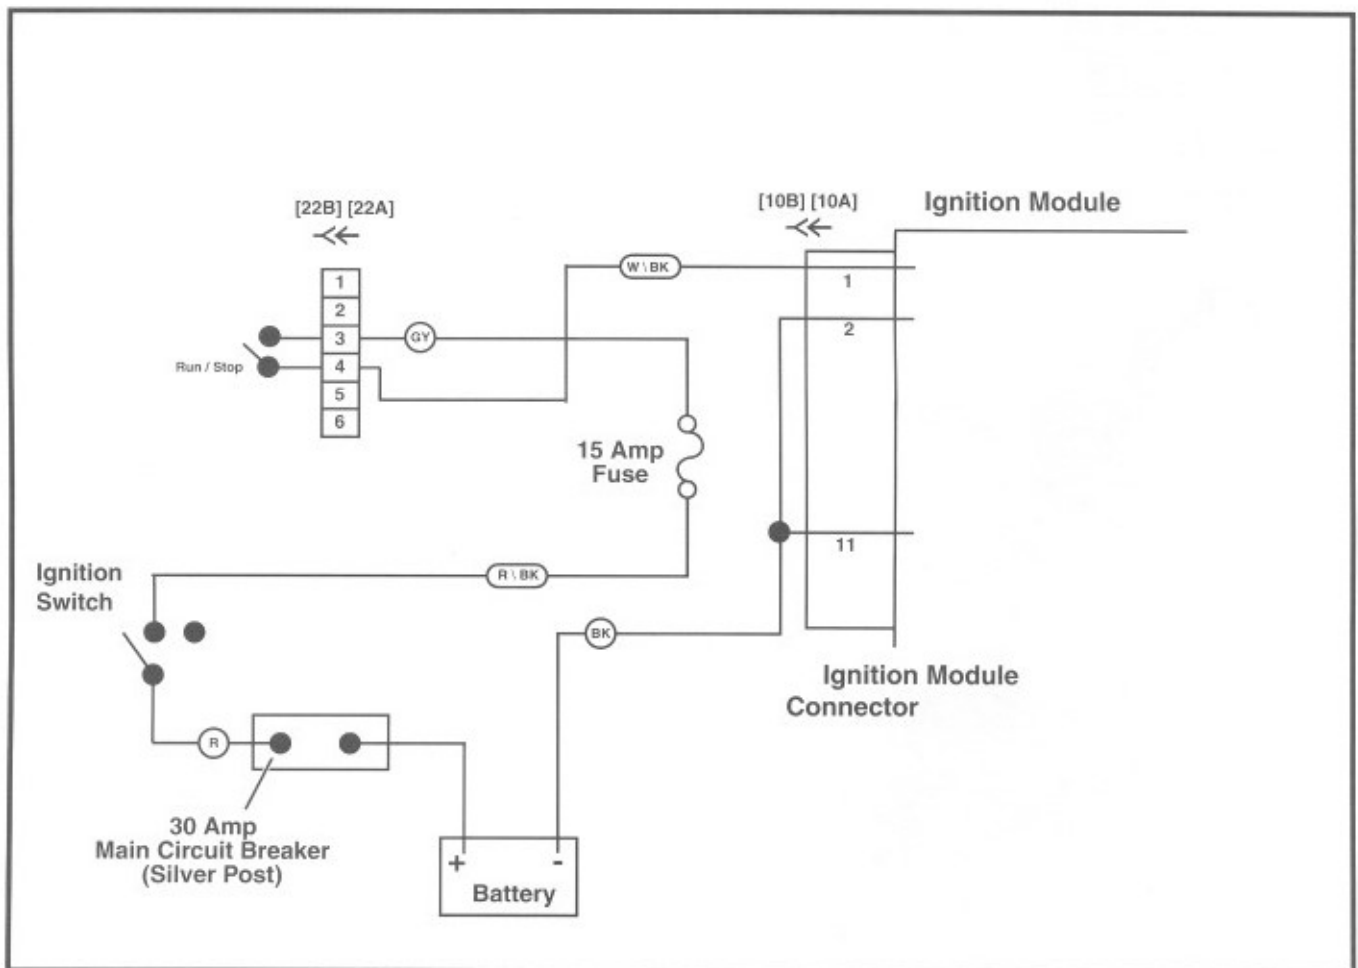 [22B] [22A]
[10B] [10A]
Ignition Module
1
2
3
4
5
6
GY
Run / Stop
W \ BK
1
2
11
15 Amp
Fuse
Ignition
Switch
R \ BK
BK
Ignition Module
Connector
R
30 Amp
Main Circuit Breaker
(Silver Post)
+
-
Battery